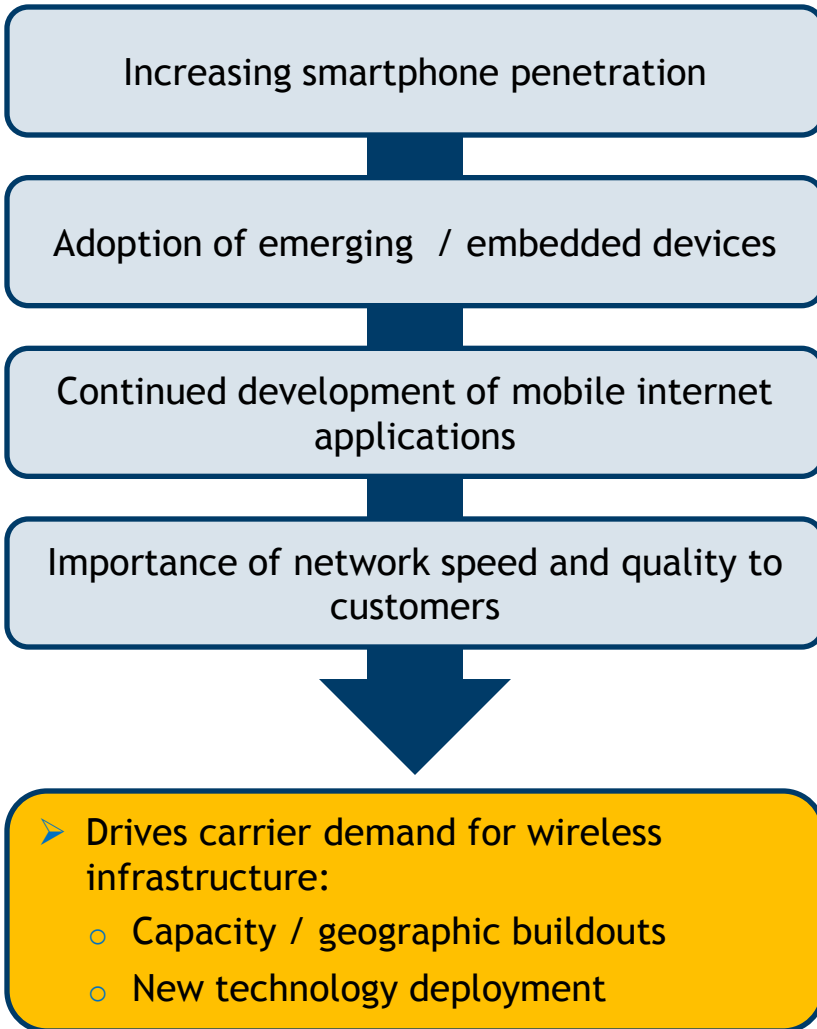 Increasing smartphone penetration
Adoption of emerging / embedded devices
Continued development of mobile internet
applications
Importance of network speed and quality to
customers
➢ Drives carrier demand for wireless
infrastructure:
o Capacity / geographic buildouts
o New technology deployment